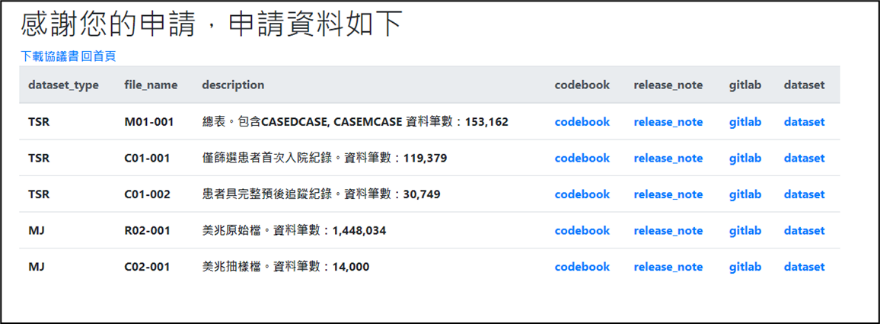 感謝您的申請，申請資料如下
下載協議書 回首頁
dataset_type file_name description codebook release_note gitlab dataset
TSR M01-001 總表。包含CASEDCASE, CASEMCASE 資料筆數：153,162 codebook release_note gitlab dataset
TSR C01-001 僅篩選患者首次入院紀錄。資料筆數：119,379 codebook release_note gitlab dataset
TSR C01-002 患者具完整預後追蹤紀錄。資料筆數：30,749 codebook release_note gitlab dataset
MJ R02-001 美兆原始檔。資料筆數：1,448,034 codebook release_note gitlab dataset
MJ C02-001 美兆抽樣檔。資料筆數：14,000 codebook release_note gitlab dataset